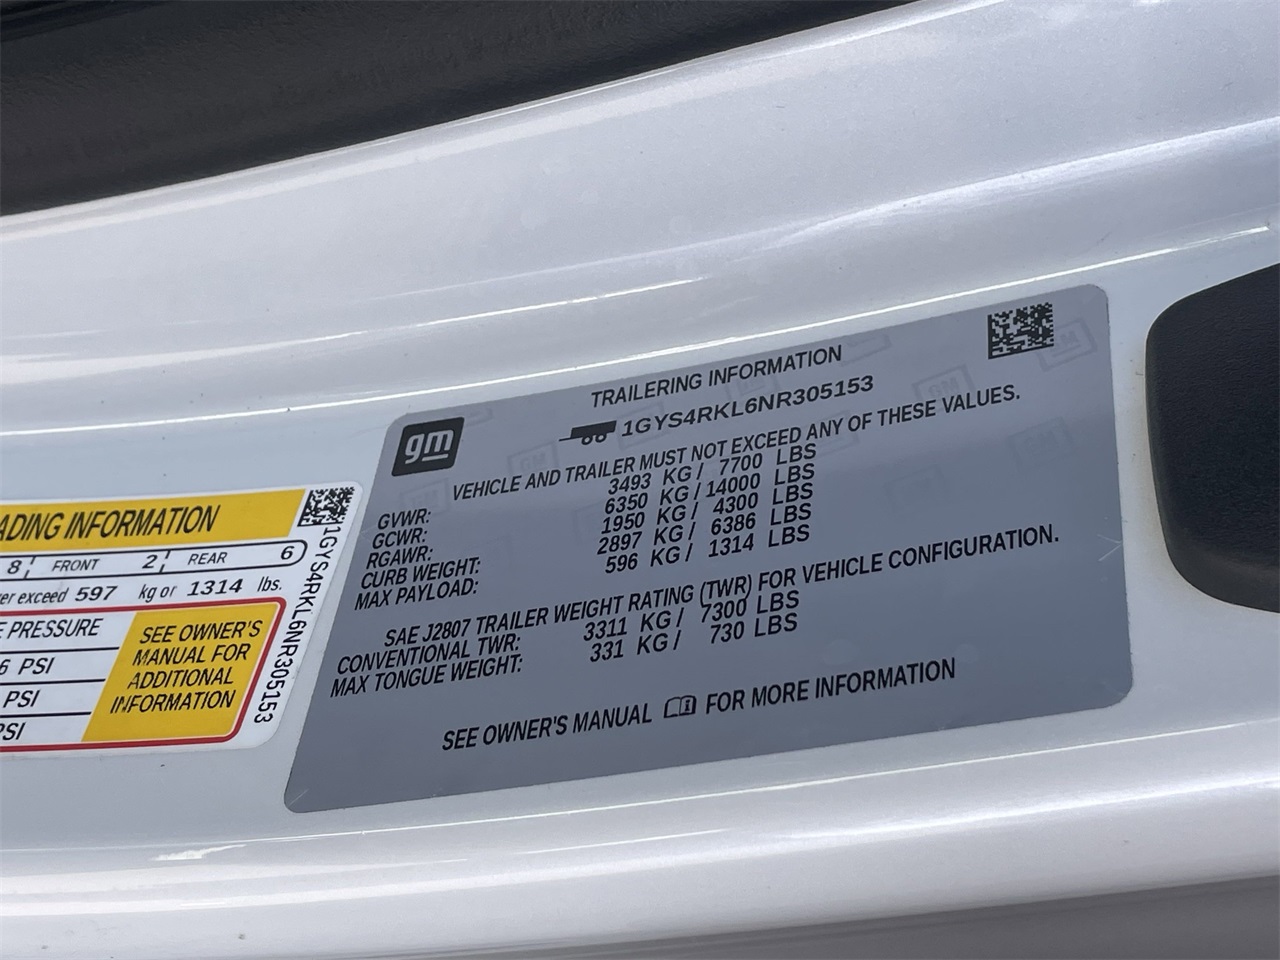 TRAILERING INFORMATION
1GYS4RKL6NR305153
gm
VEHICLE AND TRAILER MUST NOT EXCEED ANY OF THESE VALUES.
GVWR: 3493 KG / 7700 LBS
GCWR: 6350 KG / 14000 LBS
RGAWR: 1950 KG / 4300 LBS
CURB WEIGHT: 2897 KG / 6386 LBS
MAX PAYLOAD: 596 KG / 1314 LBS
SAE J2807 TRAILER WEIGHT RATING (TWR) FOR VEHICLE CONFIGURATION.
CONVENTIONAL TWR: 3311 KG / 7300 LBS
MAX TONGUE WEIGHT: 331 KG / 730 LBS
SEE OWNER'S MANUAL FOR MORE INFORMATION
ADING INFORMATION
8 FRONT 2 REAR 6
er exceed 597 kg or 1314 lbs.
E PRESSURE
6 PSI
PSI
PSI
SEE OWNER'S
MANUAL FOR
ADDITIONAL
INFORMATION
1GYS4RKL6NR305153